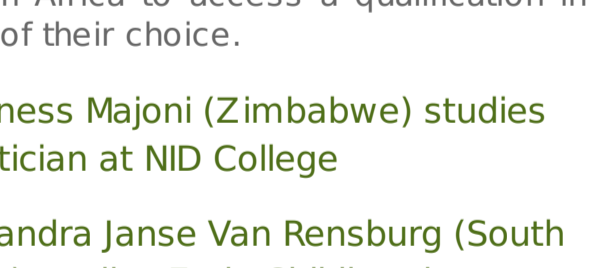 of their choice.
ness Majoni (Zimbabwe) studies
tician at NID College
andra Janse Van Rensburg (South